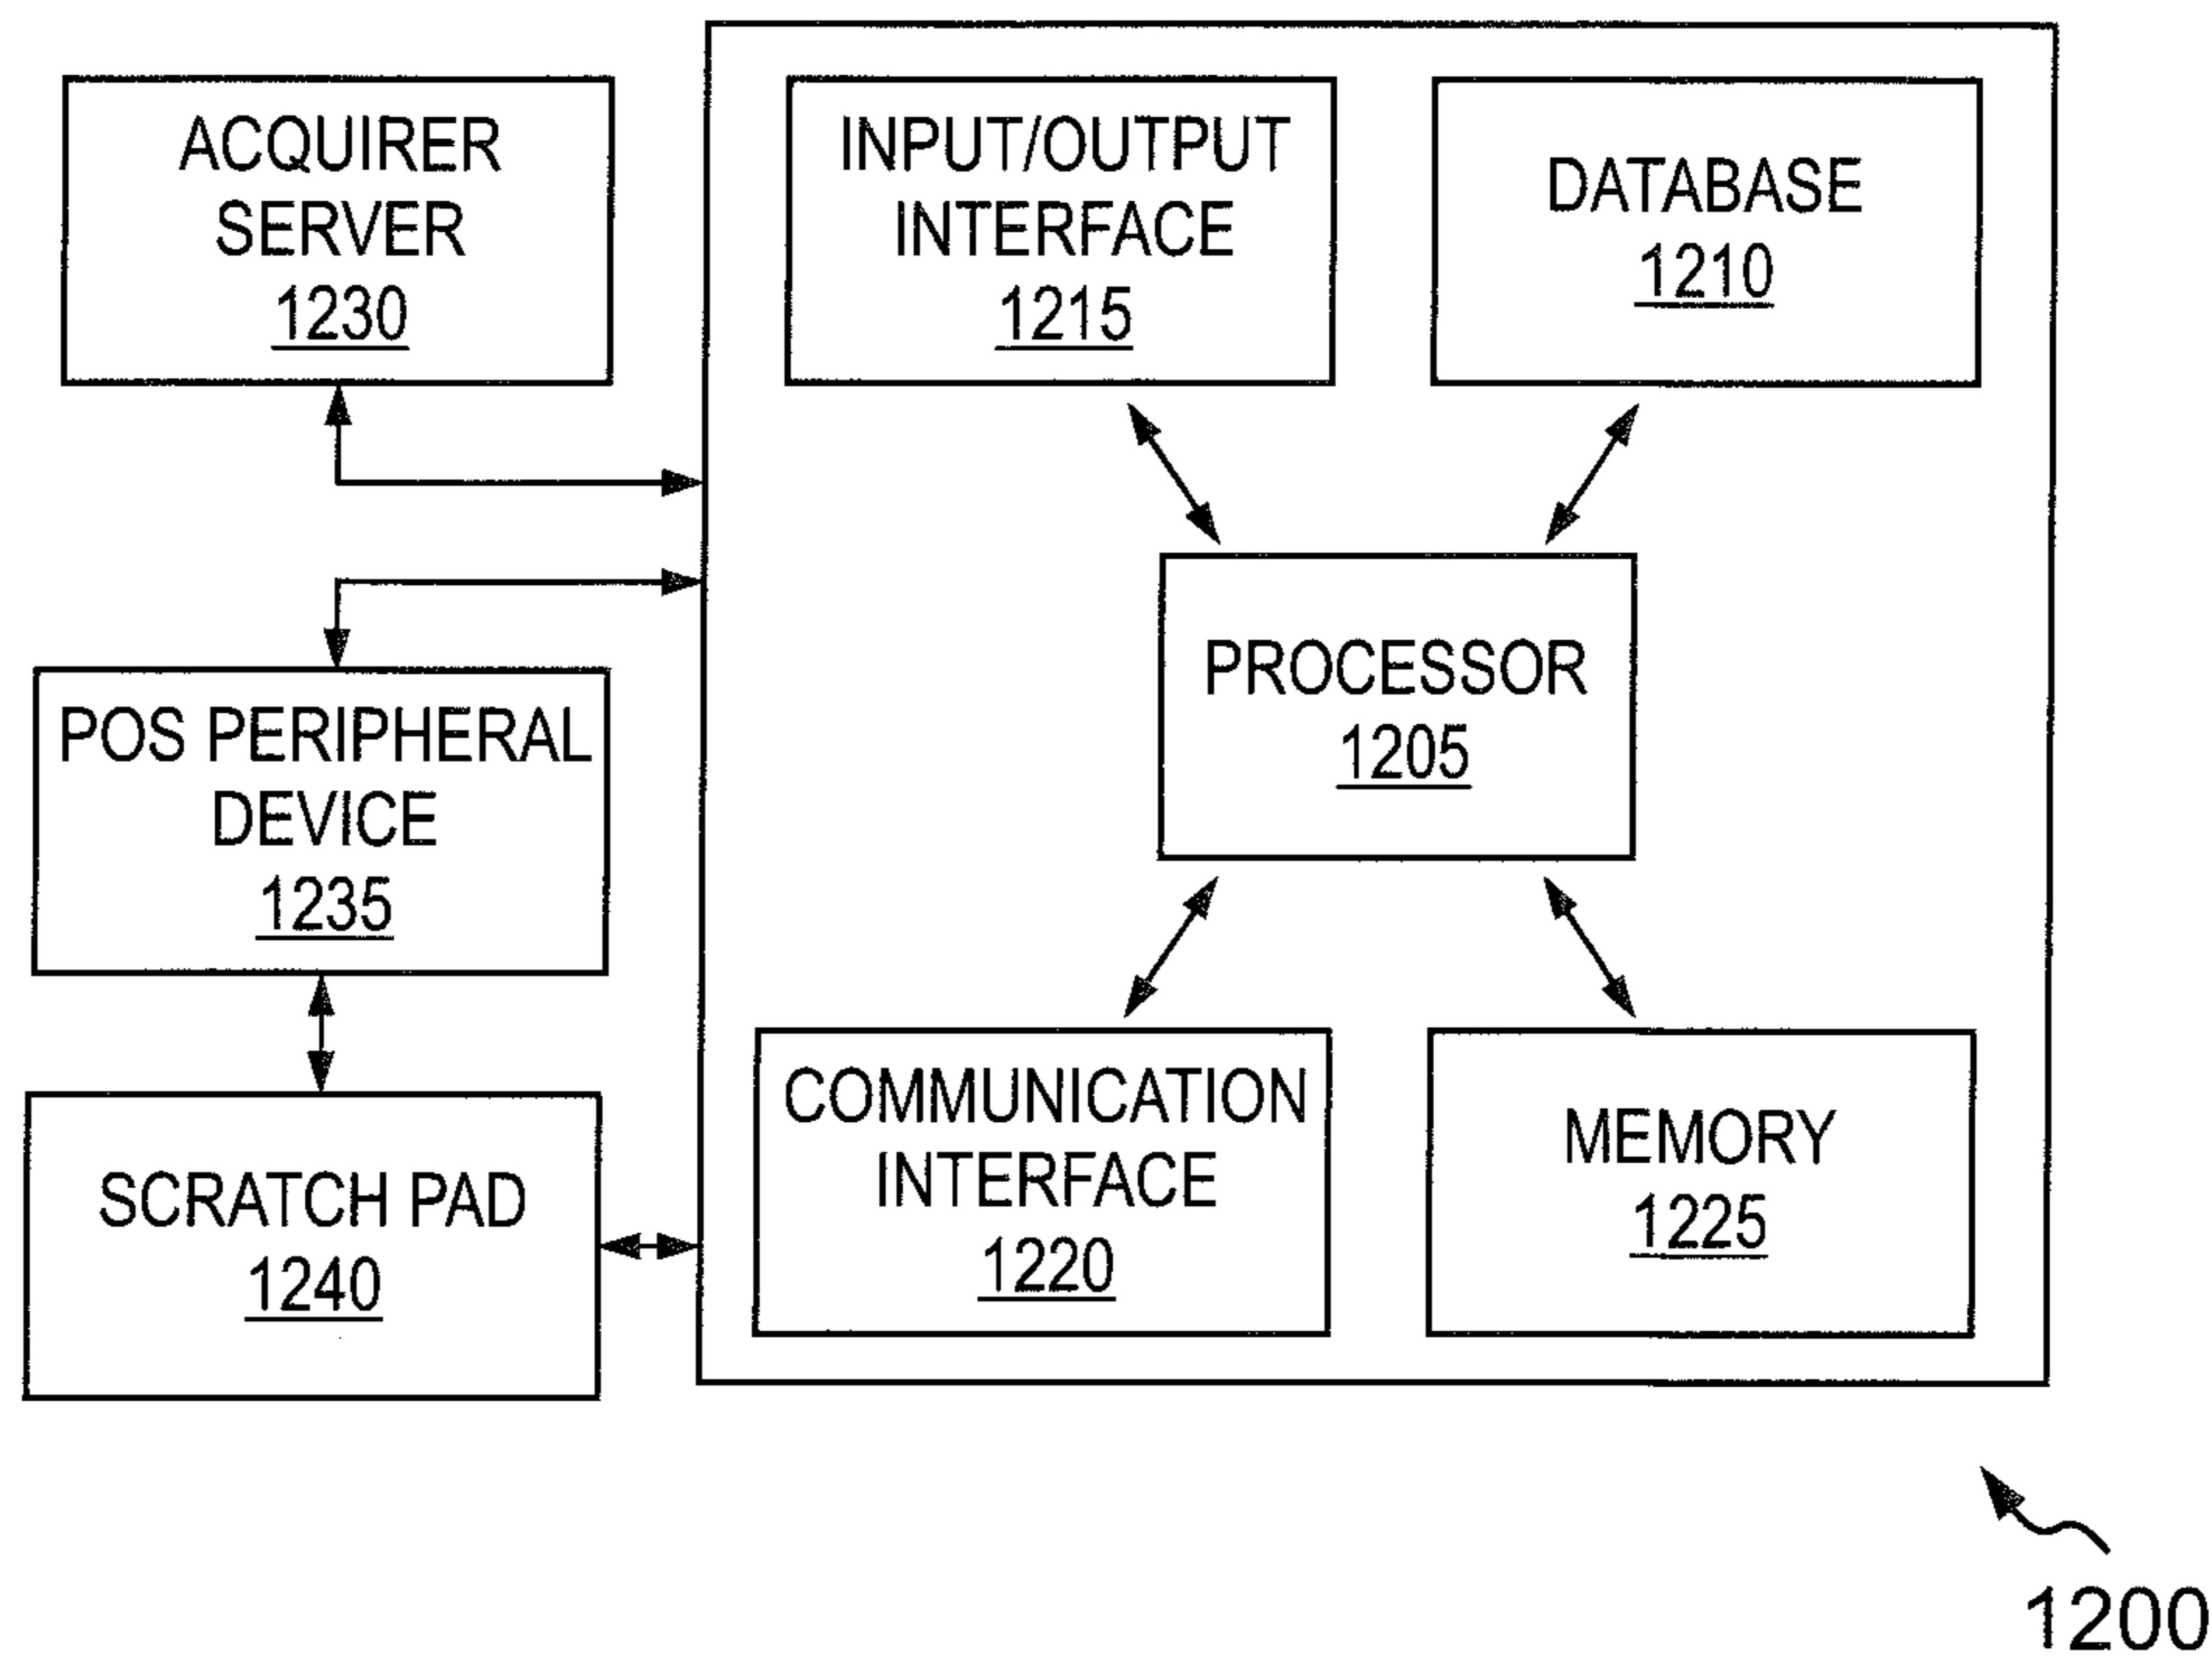 ACQUIRER
SERVER
1230
INPUT/OUTPUT
INTERFACE
1215
DATABASE
1210
POS PERIPHERAL
DEVICE
1235
PROCESSOR
1205
SCRATCH PAD
1240
COMMUNICATION
INTERFACE
1220
MEMORY
1225
1200